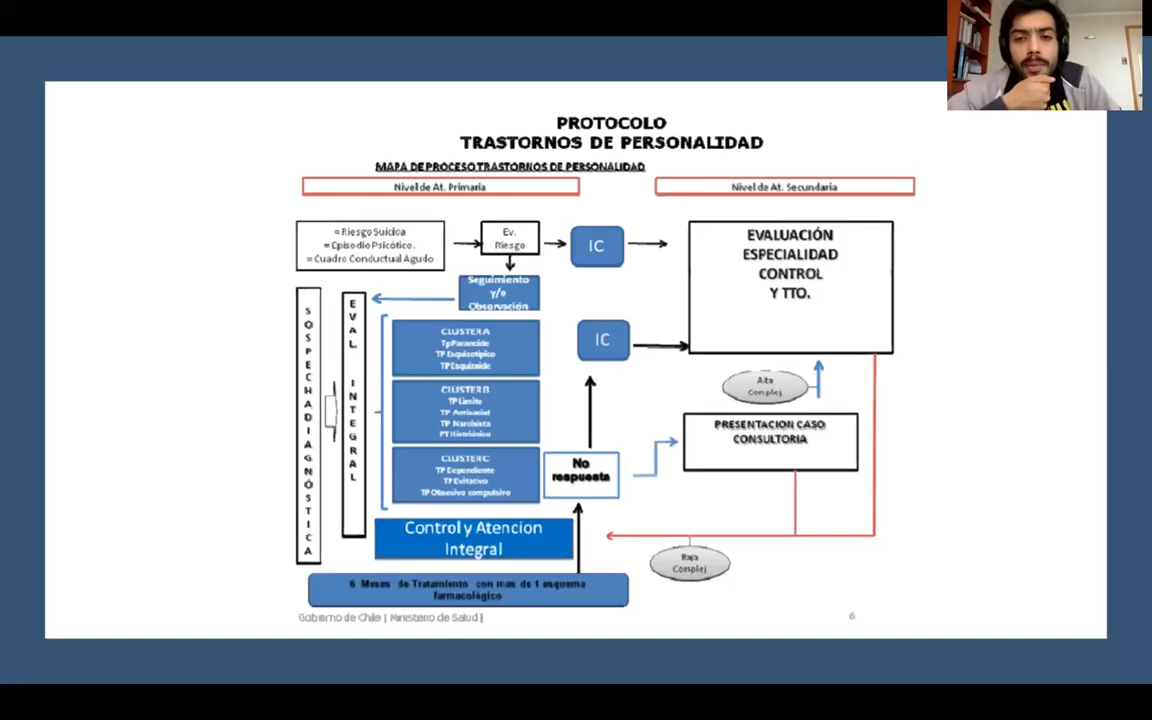 PROTOCOLO
TRASTORNOS DE PERSONALIDAD
MAPA DE PROCESO TRASTORNOS DE PERSONALIDAD
Nivel de At. Primaria
Nivel de At. Secundaria
= Riesgo Suicida
= Episodio Psicótico.
= Cuadro Conductual Agudo
Ev.
Riesgo
IC
EVALUACIÓN
ESPECIALIDAD
CONTROL
Y TTO.
Seguimiento
y/o
Observación
SOSPECHA DIAGNÓSTICA
EVAL. INTEGRAL
CLUSTER A
Tp Paranoide
TP Esquizotípico
TP Esquizoide
IC
CLUSTER B
TP Limite
TP Antisocial
TP Narcisista
PT Histriónico
Alta
Complej
PRESENTACION CASO
CONSULTORIA
CLUSTER C
TP Dependiente
TP Evitativo
TP Obsesivo compulsivo
No
respuesta
Control y Atencion
Integral
Baja
Complej
6 Meses de Tratamiento con mas de 1 esquema
farmacológico
Gobierno de Chile | Ministerio de Salud |
6